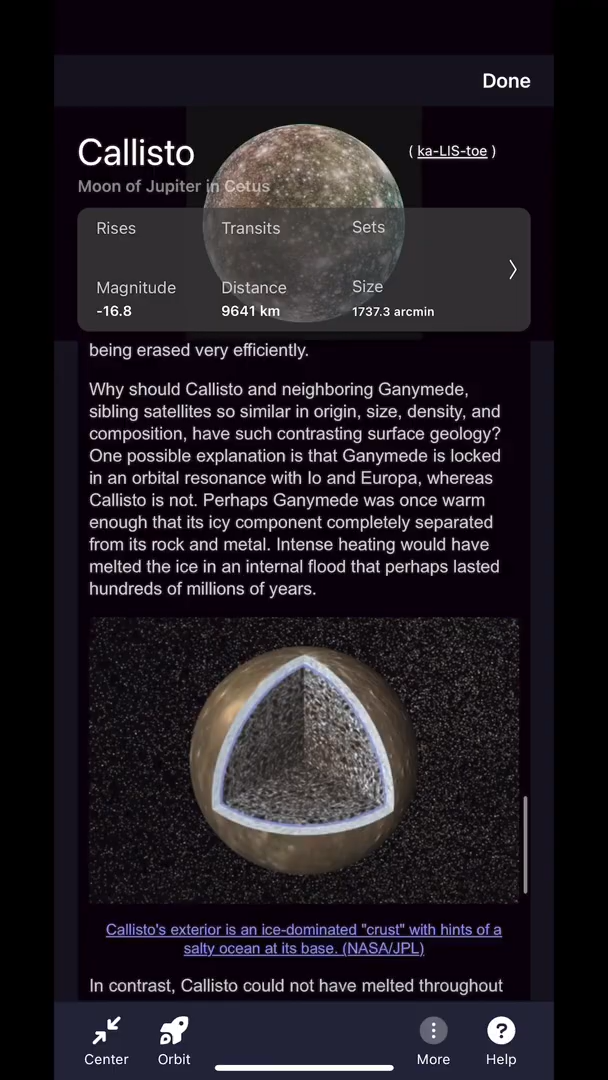 Done
Callisto
( ka-LIS-toe )
Moon of Jupiter in Cetus
Rises Transits Sets
Magnitude Distance Size
-16.8 9641 km 1737.3 arcmin
being erased very efficiently.
Why should Callisto and neighboring Ganymede,
sibling satellites so similar in origin, size, density, and
composition, have such contrasting surface geology?
One possible explanation is that Ganymede is locked
in an orbital resonance with Io and Europa, whereas
Callisto is not. Perhaps Ganymede was once warm
enough that its icy component completely separated
from its rock and metal. Intense heating would have
melted the ice in an internal flood that perhaps lasted
hundreds of millions of years.
Callisto's exterior is an ice-dominated "crust" with hints of a
salty ocean at its base. (NASA/JPL)
In contrast, Callisto could not have melted throughout
Center Orbit More Help